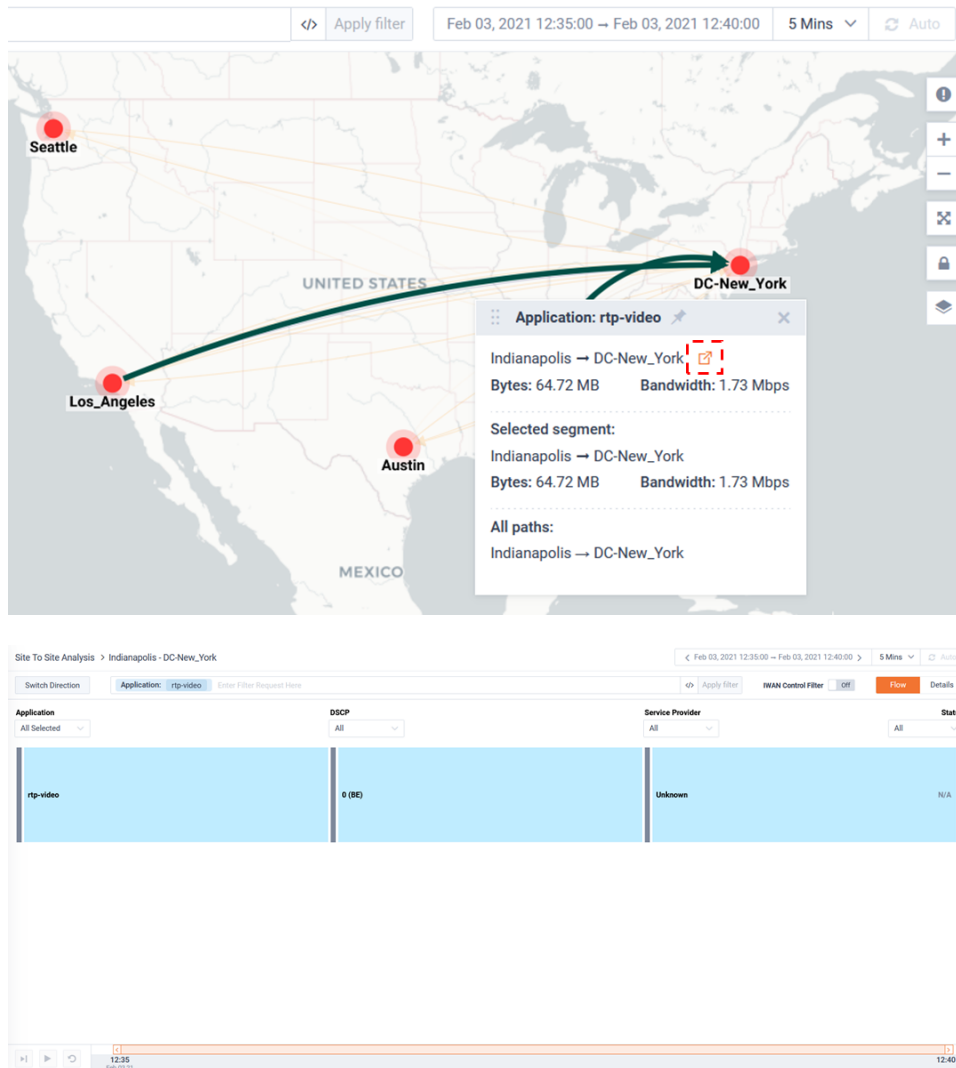 </> Apply filter Feb 03, 2021 12:35:00 → Feb 03, 2021 12:40:00 5 Mins Auto
Seattle
UNITED STATES
DC-New_York
Application: rtp-video
Indianapolis → DC-New_York
Bytes: 64.72 MB Bandwidth: 1.73 Mbps
Los_Angeles
Selected segment:
Indianapolis → DC-New_York
Austin
Bytes: 64.72 MB Bandwidth: 1.73 Mbps
All paths:
Indianapolis → DC-New_York
MEXICO
Site To Site Analysis > Indianapolis - DC-New_York < Feb 03, 2021 12:35:00 → Feb 03, 2021 12:40:00 > 5 Mins Auto
Switch Direction Application: rtp-video Enter Filter Request Here </> Apply filter IWAN Control Filter Off Flow Details
Application DSCP Service Provider Stat
All Selected All All All
rtp-video 0 (BE) Unknown N/A
12:35 12:40
Feb 03 21